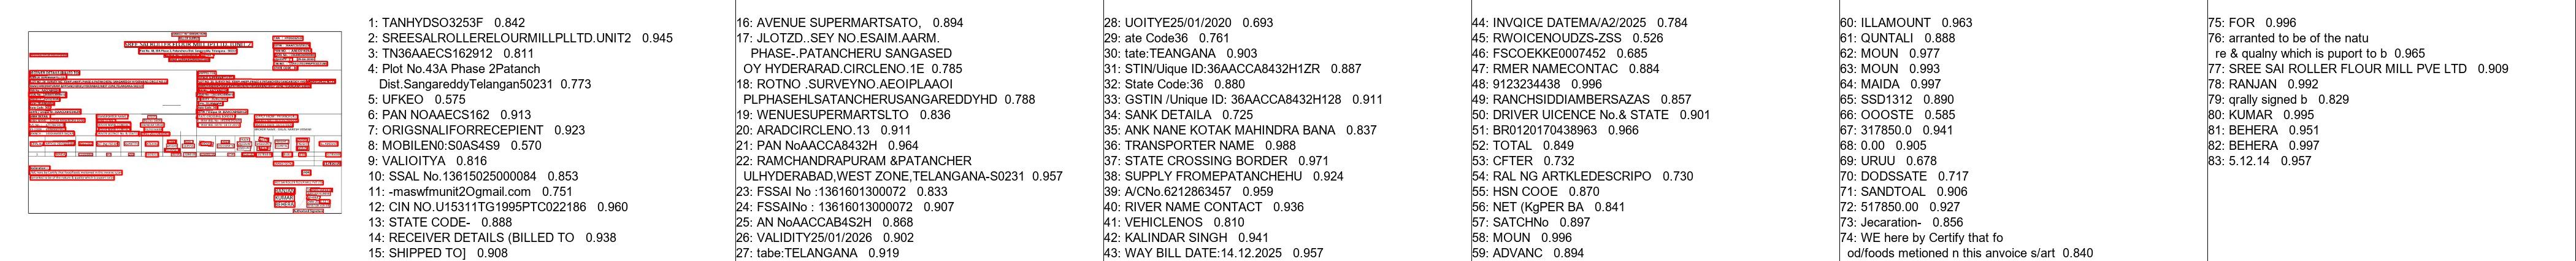 1: TANHYDSO3253F 0.842
2: SREESALROLLERELOURMILLPLLTD.UNIT2 0.945
3: TN36AAECS162912 0.811
4: Plot No.43A Phase 2Patanch
Dist.SangareddyTelangan50231 0.773
5: UFKEO 0.575
6: PAN NOAAECS162 0.913
7: ORIGSNALIFORRECEPIENT 0.923
8: MOBILEN0:S0AS4S9 0.570
9: VALIOITYA 0.816
10: SSAL No.13615025000084 0.853
11: -maswfmunit2Ogmail.com 0.751
12: CIN NO.U15311TG1995PTC022186 0.960
13: STATE CODE- 0.888
14: RECEIVER DETAILS (BILLED TO 0.938
15: SHIPPED TO] 0.908
16: AVENUE SUPERMARTSATO, 0.894
17: JLOTZD..SEY NO.ESAIM.AARM.
PHASE-.PATANCHERU SANGASED
OY HYDERARAD.CIRCLENO.1E 0.785
18: ROTNO .SURVEYNO.AEOIPLAAOI
PLPHASEHLSATANCHERUSANGAREDDYHD 0.788
19: WENUESUPERMARTSLTO 0.836
20: ARADCIRCLENO.13 0.911
21: PAN NoAAACCA8432H 0.964
22: RAMCHANDRAPURAM &PATANCHER
ULHYDERABAD,WEST ZONE,TELANGANA-S0231 0.957
23: FSSAI No :1361601300072 0.833
24: FSSAINo : 13616013000072 0.907
25: AN NoAACCAB4S2H 0.868
26: VALIDITY25/01/2026 0.902
27: tabe:TELANGANA 0.919
28: UOITYE25/01/2020 0.693
29: ate Code36 0.761
30: tate:TEANGANA 0.903
31: STIN/Uique ID:36AACCA8432H1ZR 0.887
32: State Code:36 0.880
33: GSTIN /Unique ID: 36AACCA8432H128 0.911
34: SANK DETAILA 0.725
35: ANK NANE KOTAK MAHINDRA BANA 0.837
36: TRANSPORTER NAME 0.988
37: STATE CROSSING BORDER 0.971
38: SUPPLY FROMEPATANCHEHU 0.924
39: A/CNo.6212863457 0.959
40: RIVER NAME CONTACT 0.936
41: VEHICLENOS 0.810
42: KALINDAR SINGH 0.941
43: WAY BILL DATE:14.12.2025 0.957
44: INVQICE DATEMA/A2/2025 0.784
45: RWOICENOUDZS-ZSS 0.526
46: FSCOEKKE0007452 0.685
47: RMER NAMECONTAC 0.884
48: 9123234438 0.996
49: RANCHSIDDIAMBERSAZAS 0.857
50: DRIVER UICENCE No.& STATE 0.901
51: BR0120170438963 0.966
52: TOTAL 0.849
53: CFTER 0.732
54: RAL NG ARTKLEDESCRIPO 0.730
55: HSN COOE 0.870
56: NET (KgPER BA 0.841
57: SATCHNo 0.897
58: MOUN 0.996
59: ADVANC 0.894
60: ILLAMOUNT 0.963
61: QUNTALI 0.888
62: MOUN 0.977
63: MOUN 0.993
64: MAIDA 0.997
65: SSD1312 0.890
66: OOOSTE 0.585
67: 317850.0 0.941
68: 0.00 0.905
69: URUU 0.678
70: DODSSATE 0.717
71: SANDTOAL 0.906
72: 517850.00 0.927
73: Jecaration- 0.856
74: WE here by Certify that fo
od/foods metioned n this anvoice s/art 0.840
75: FOR 0.996
76: arranted to be of the natu
re & qualny which is puport to b 0.965
77: SREE SAI ROLLER FLOUR MILL PVE LTD 0.909
78: RANJAN 0.992
79: qrally signed b 0.829
80: KUMAR 0.995
81: BEHERA 0.951
82: BEHERA 0.997
83: 5.12.14 0.957